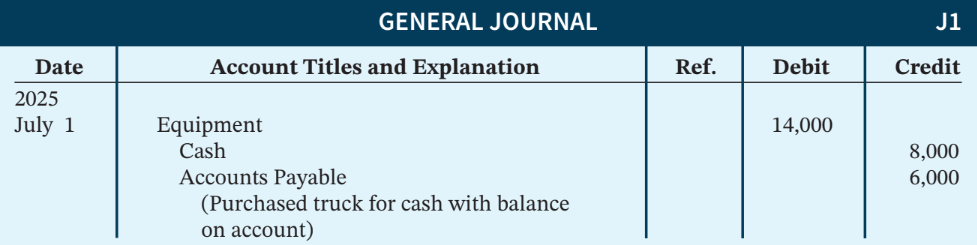 GENERAL JOURNAL J1
Date Account Titles and Explanation Ref. Debit Credit
2025
July 1 Equipment 14,000
Cash 8,000
Accounts Payable 6,000
(Purchased truck for cash with balance
on account)